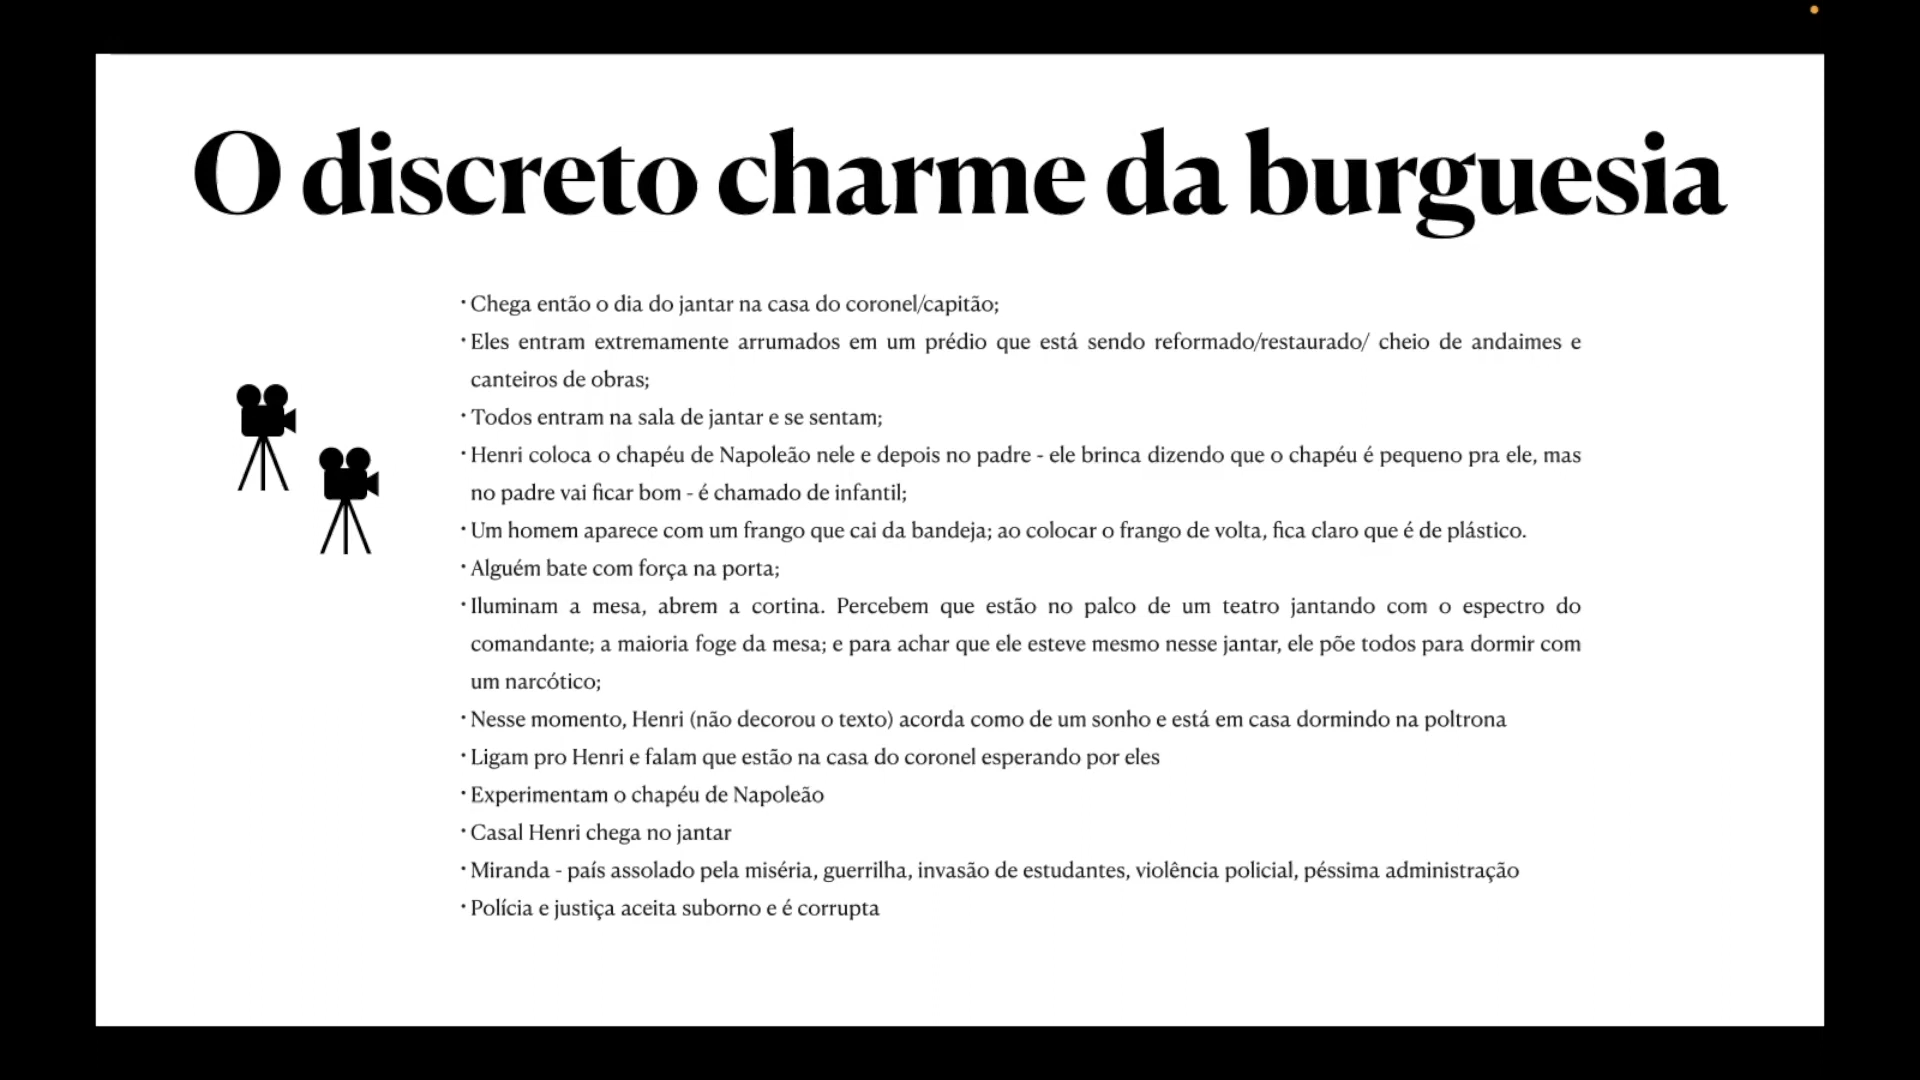 O discreto charme da burguesia
· Chega então o dia do jantar na casa do coronel/capitão;
· Eles entram extremamente arrumados em um prédio que está sendo reformado/restaurado/ cheio de andaimes e
canteiros de obras;
· Todos entram na sala de jantar e se sentam;
· Henri coloca o chapéu de Napoleão nele e depois no padre - ele brinca dizendo que o chapéu é pequeno pra ele, mas
no padre vai ficar bom - é chamado de infantil;
· Um homem aparece com um frango que cai da bandeja; ao colocar o frango de volta, fica claro que é de plástico.
· Alguém bate com força na porta;
· Iluminam a mesa, abrem a cortina. Percebem que estão no palco de um teatro jantando com o espectro do
comandante; a maioria foge da mesa; e para achar que ele esteve mesmo nesse jantar, ele põe todos para dormir com
um narcótico;
· Nesse momento, Henri (não decorou o texto) acorda como de um sonho e está em casa dormindo na poltrona
· Ligam pro Henri e falam que estão na casa do coronel esperando por eles
· Experimentam o chapéu de Napoleão
· Casal Henri chega no jantar
· Miranda - país assolado pela miséria, guerrilha, invasão de estudantes, violência policial, péssima administração
· Polícia e justiça aceita suborno e é corrupta